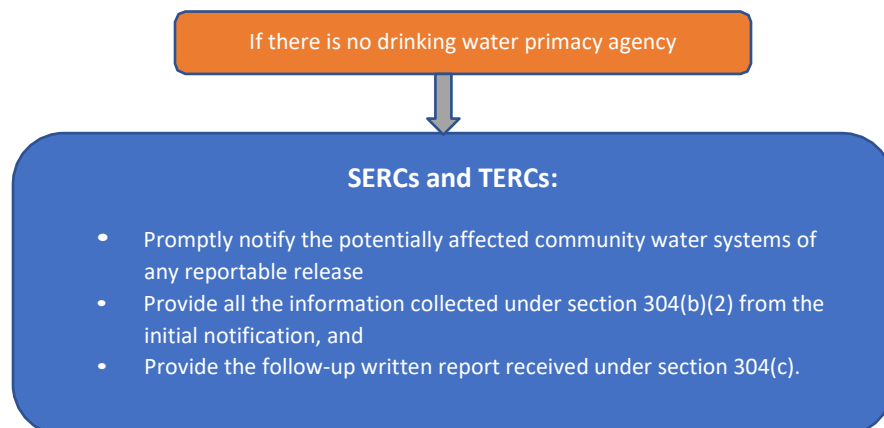 If there is no drinking water primacy agency
SERCs and TERCs:
• Promptly notify the potentially affected community water systems of
any reportable release
• Provide all the information collected under section 304(b)(2) from the
initial notification, and
• Provide the follow-up written report received under section 304(c).